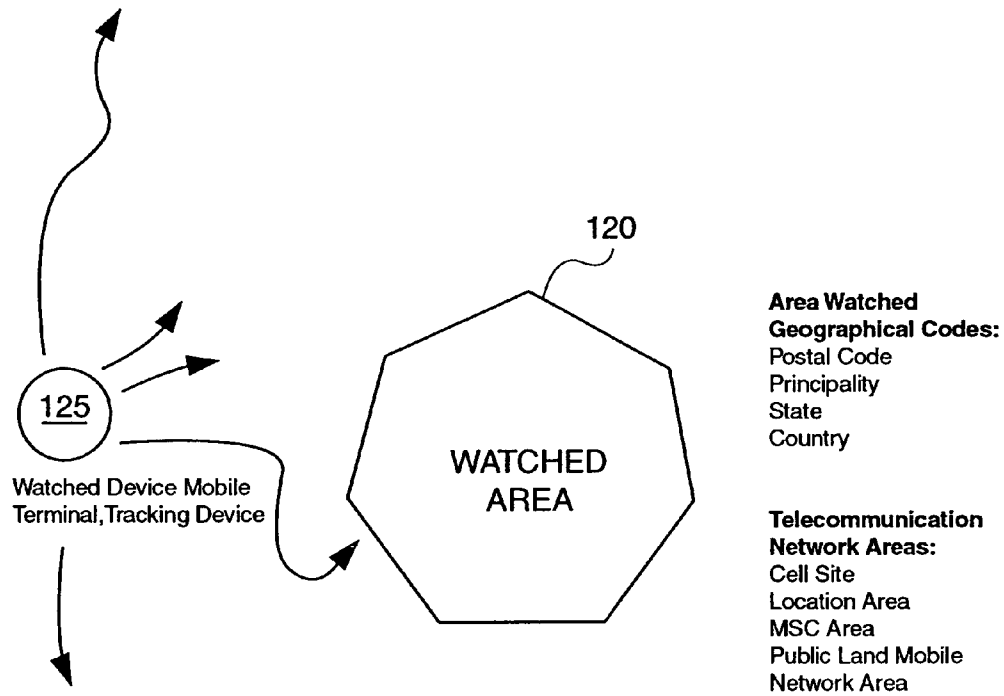 120
125
Watched Device Mobile
Terminal,Tracking Device
WATCHED
AREA
Area Watched
Geographical Codes:
Postal Code
Principality
State
Country
Telecommunication
Network Areas:
Cell Site
Location Area
MSC Area
Public Land Mobile
Network Area